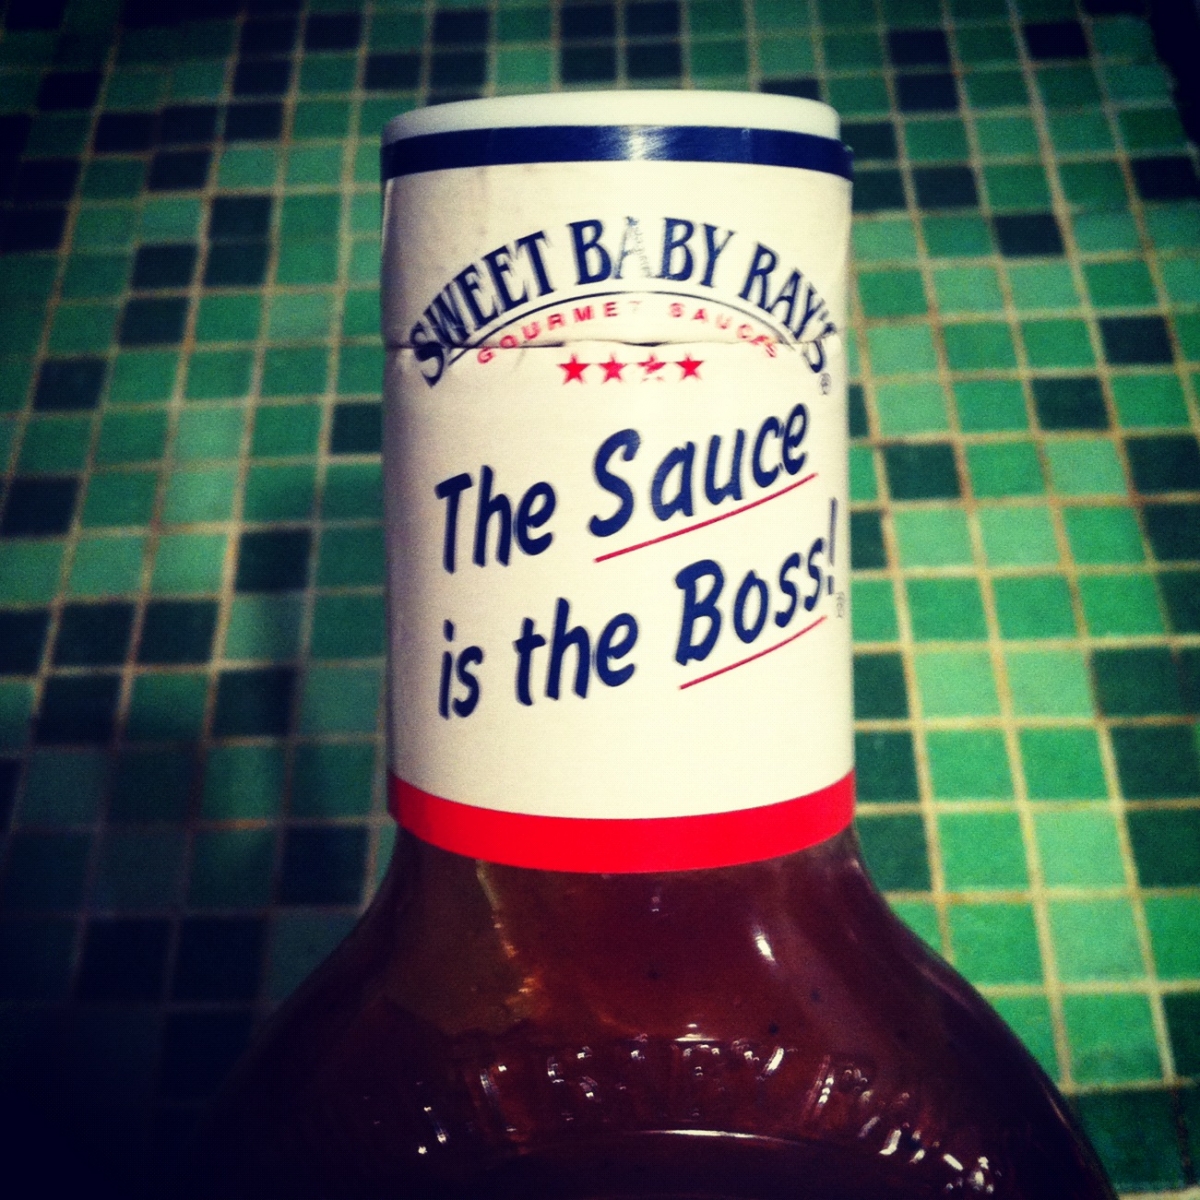 SWEET BABY RAY'S®
GOURMET SAUCES
The Sauce
is the Boss!®